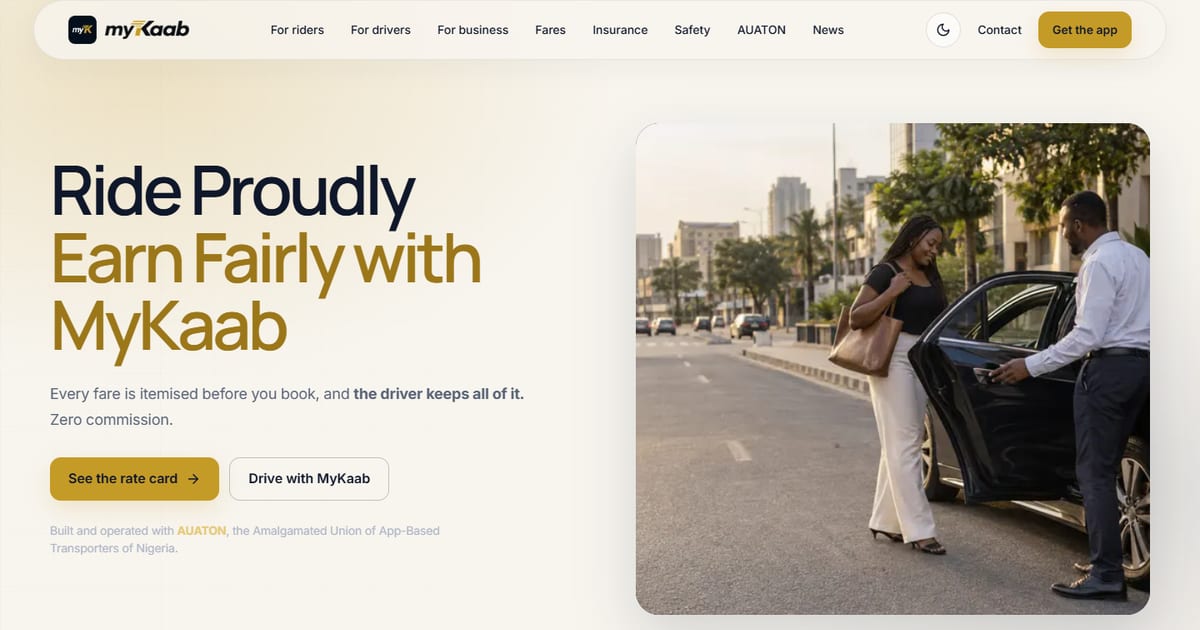 myK myKaab
For riders For drivers For business Fares Insurance Safety AUATON News Contact Get the app
Ride Proudly
Earn Fairly with
MyKaab
Every fare is itemised before you book, and the driver keeps all of it.
Zero commission.
See the rate card → Drive with MyKaab
Built and operated with AUATON, the Amalgamated Union of App-Based
Transporters of Nigeria.